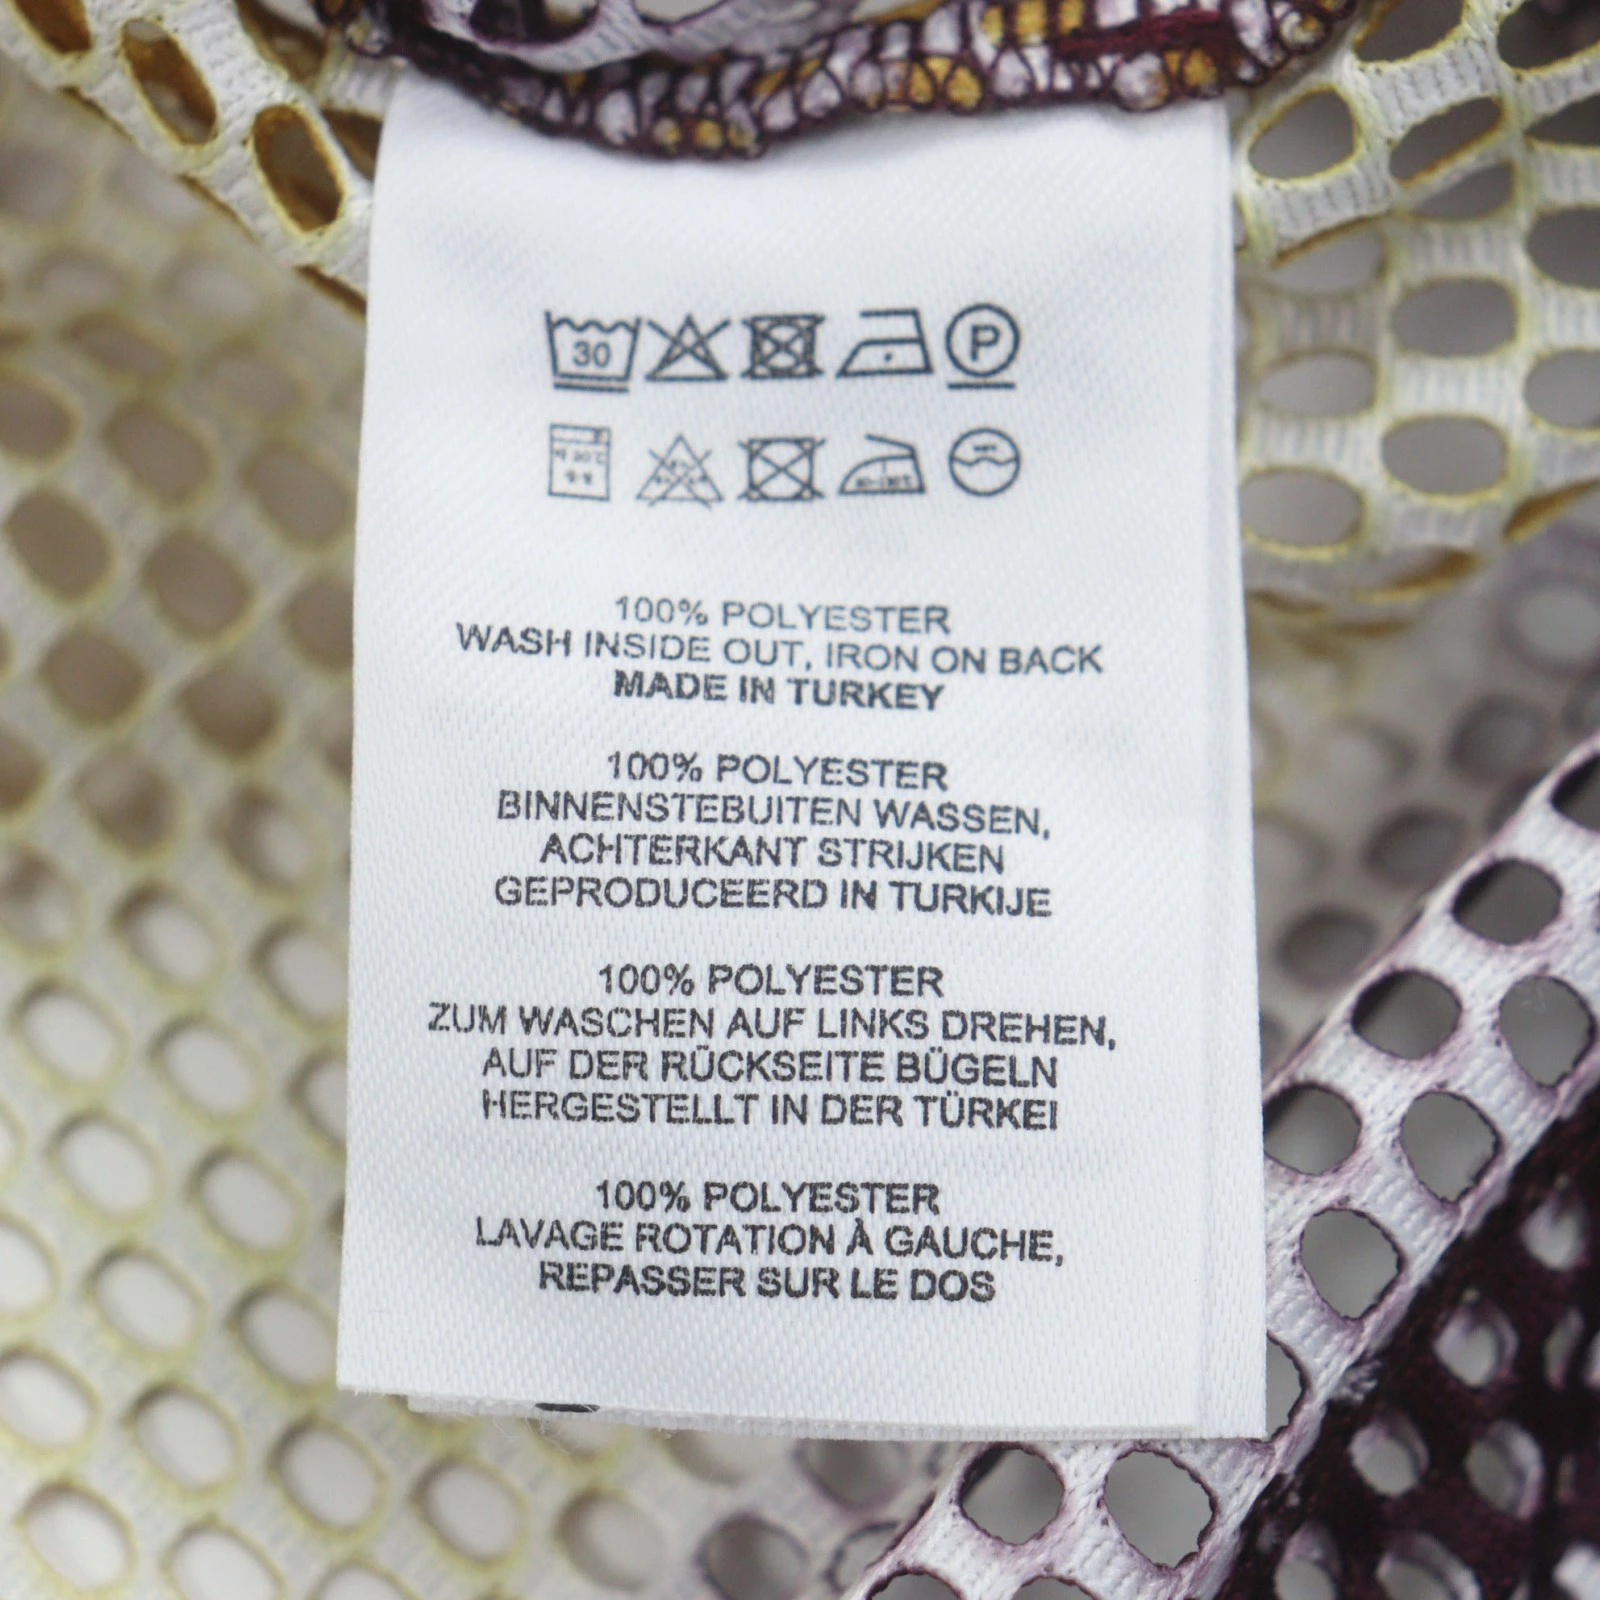 30
P
100% POLYESTER
WASH INSIDE OUT, IRON ON BACK
MADE IN TURKEY
100% POLYESTER
BINNENSTEBUITEN WASSEN,
ACHTERKANT STRIJKEN
GEPRODUCEERD IN TURKIJE
100% POLYESTER
ZUM WASCHEN AUF LINKS DREHEN,
AUF DER RÜCKSEITE BÜGELN
HERGESTELLT IN DER TÜRKEI
100% POLYESTER
LAVAGE ROTATION À GAUCHE,
REPASSER SUR LE DOS